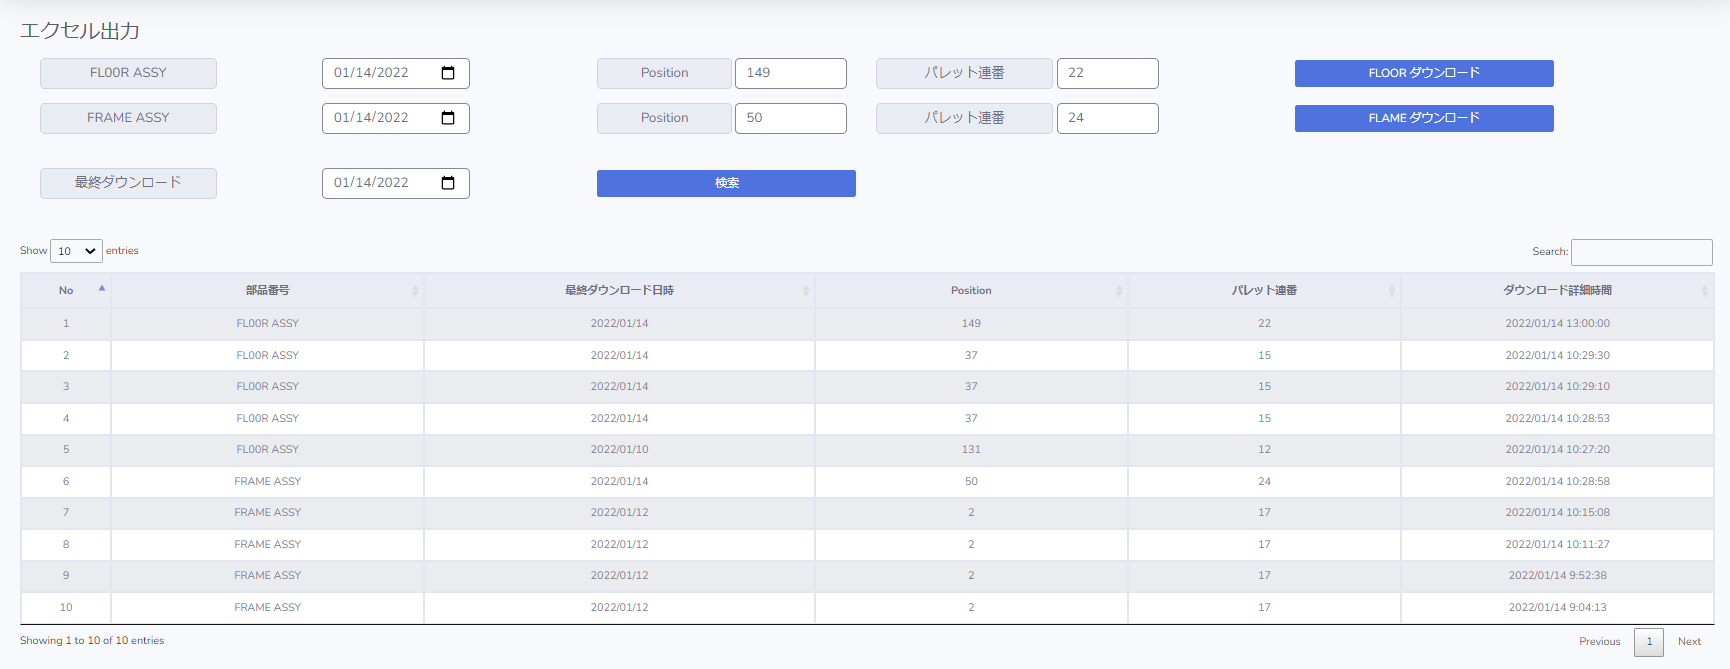 エクセル出力
FL00R ASSY 01/14/2022 Position 149 パレット連番 22 FLOOR ダウンロード
FRAME ASSY 01/14/2022 Position 50 パレット連番 24 FLAME ダウンロード
最終ダウンロード 01/14/2022 検索
Show 10 entries Search:
No 部品番号 最終ダウンロード日時 Position パレット連番 ダウンロード詳細時間
1 FL00R ASSY 2022/01/14 149 22 2022/01/14 13:00:00
2 FL00R ASSY 2022/01/14 37 15 2022/01/14 10:29:30
3 FL00R ASSY 2022/01/14 37 15 2022/01/14 10:29:10
4 FL00R ASSY 2022/01/14 37 15 2022/01/14 10:28:53
5 FL00R ASSY 2022/01/10 131 12 2022/01/14 10:27:20
6 FRAME ASSY 2022/01/14 50 24 2022/01/14 10:28:58
7 FRAME ASSY 2022/01/12 2 17 2022/01/14 10:15:08
8 FRAME ASSY 2022/01/12 2 17 2022/01/14 10:11:27
9 FRAME ASSY 2022/01/12 2 17 2022/01/14 9:52:38
10 FRAME ASSY 2022/01/12 2 17 2022/01/14 9:04:13
Showing 1 to 10 of 10 entries Previous 1 Next